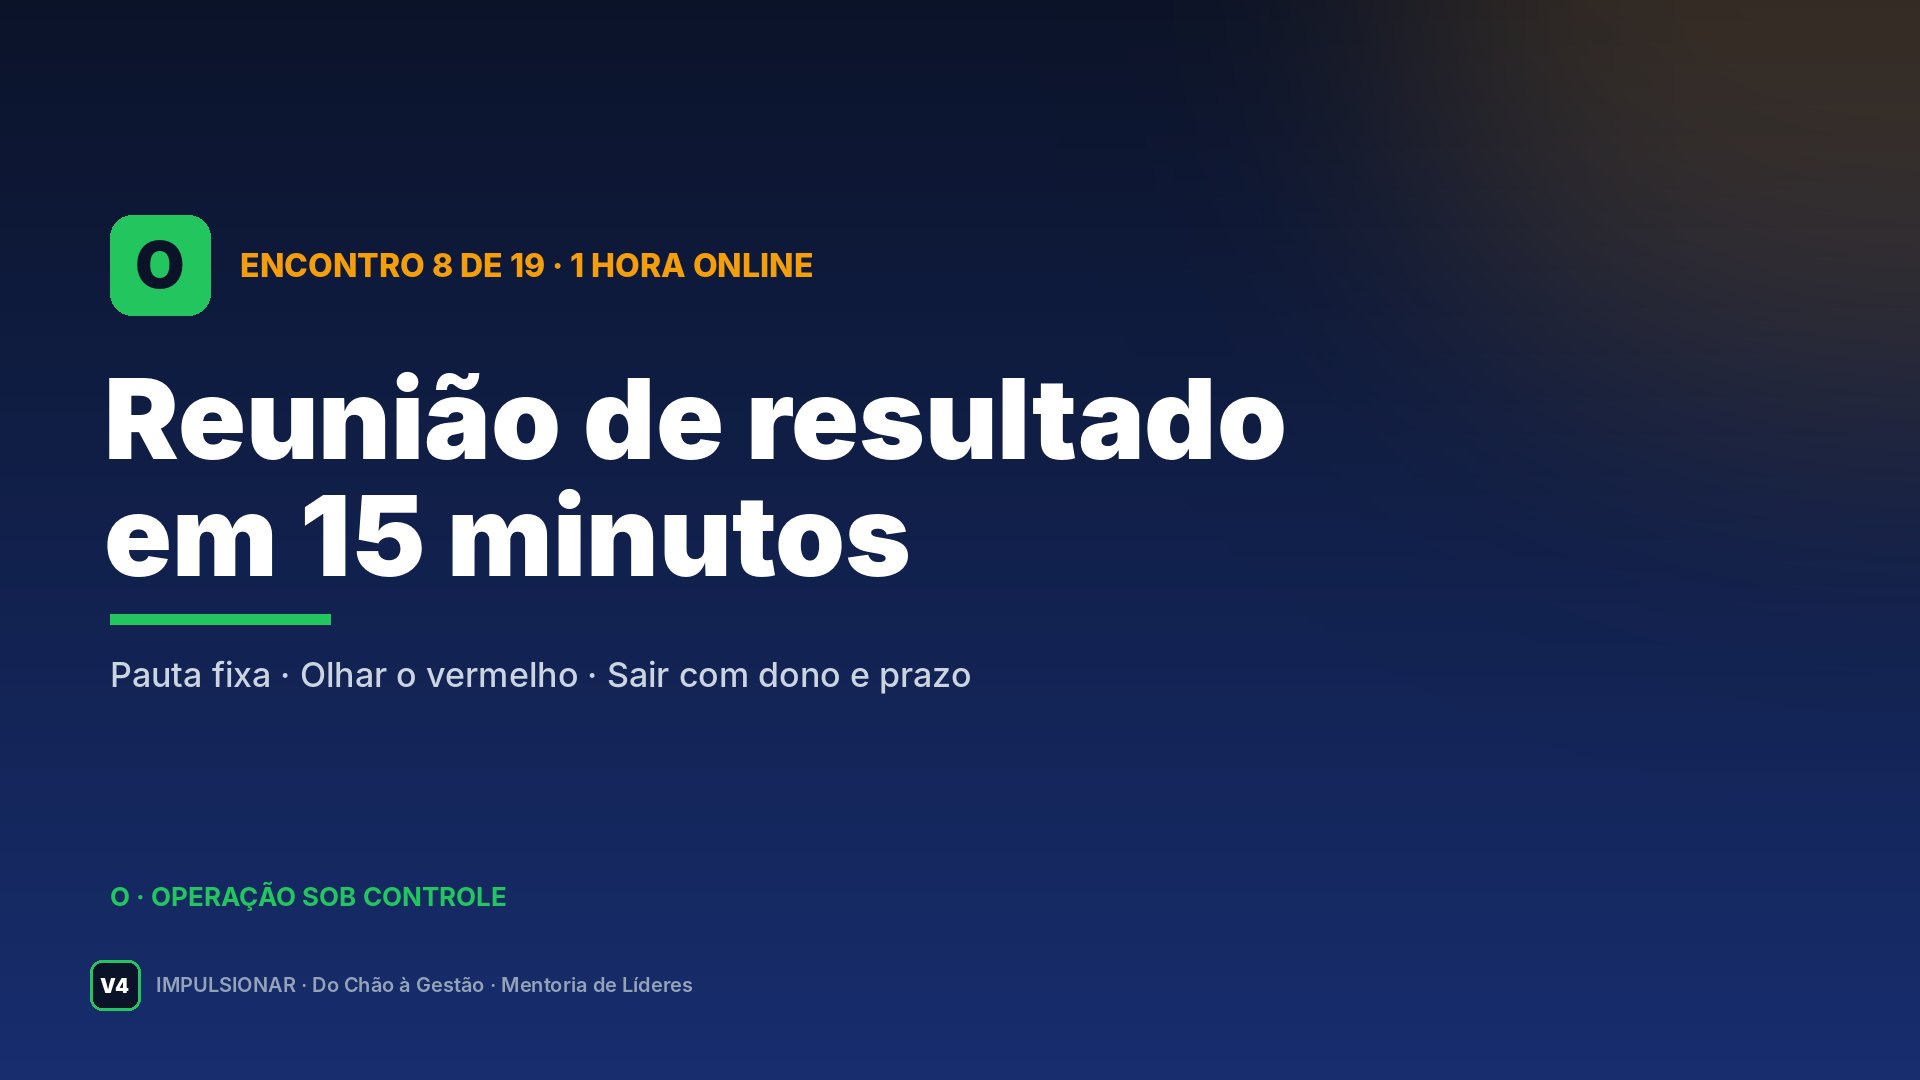 O
ENCONTRO 8 DE 19 · 1 HORA ONLINE
Reunião de resultado
em 15 minutos
Pauta fixa · Olhar o vermelho · Sair com dono e prazo
O · OPERAÇÃO SOB CONTROLE
V4
IMPULSIONAR · Do Chão à Gestão · Mentoria de Líderes